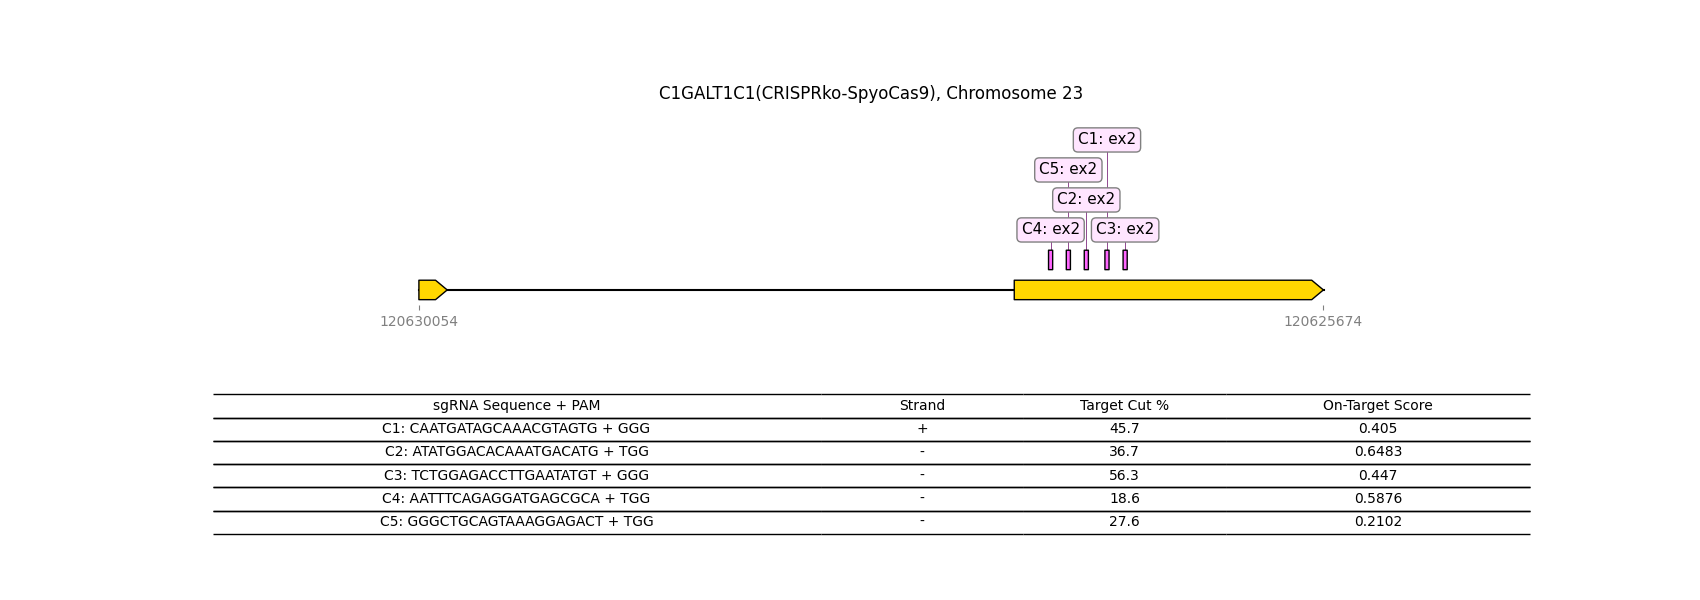 C1GALT1C1(CRISPRko-SpyoCas9), Chromosome 23
C1: ex2
C5: ex2
C2: ex2
C4: ex2 C3: ex2
120630054 120625674
sgRNA Sequence + PAM Strand Target Cut % On-Target Score
C1: CAATGATAGCAAACGTAGTG + GGG + 45.7 0.405
C2: ATATGGACACAAATGACATG + TGG - 36.7 0.6483
C3: TCTGGAGACCTTGAATATGT + GGG - 56.3 0.447
C4: AATTTCAGAGGATGAGCGCA + TGG - 18.6 0.5876
C5: GGGCTGCAGTAAAGGAGACT + TGG - 27.6 0.2102